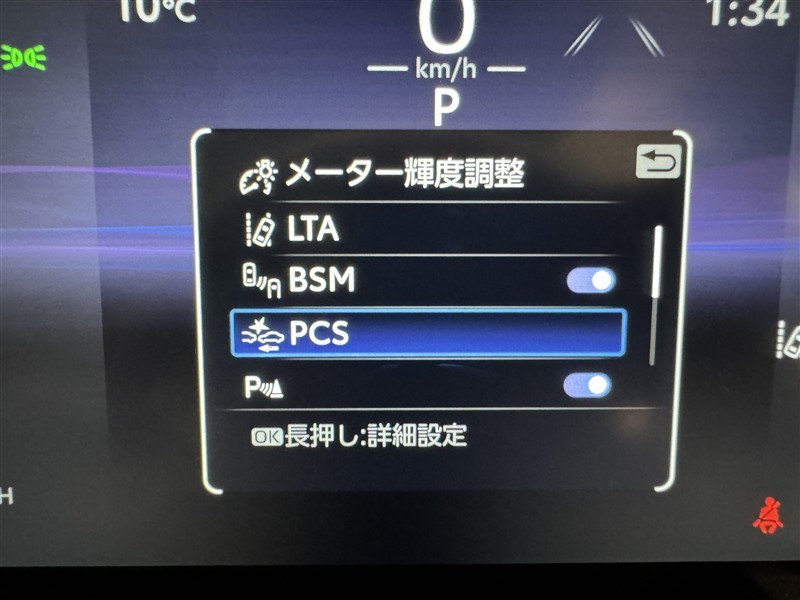 10°C
0
1:34
km/h
P
メーター輝度調整
LTA
BSM
PCS
P
OK長押し:詳細設定
H